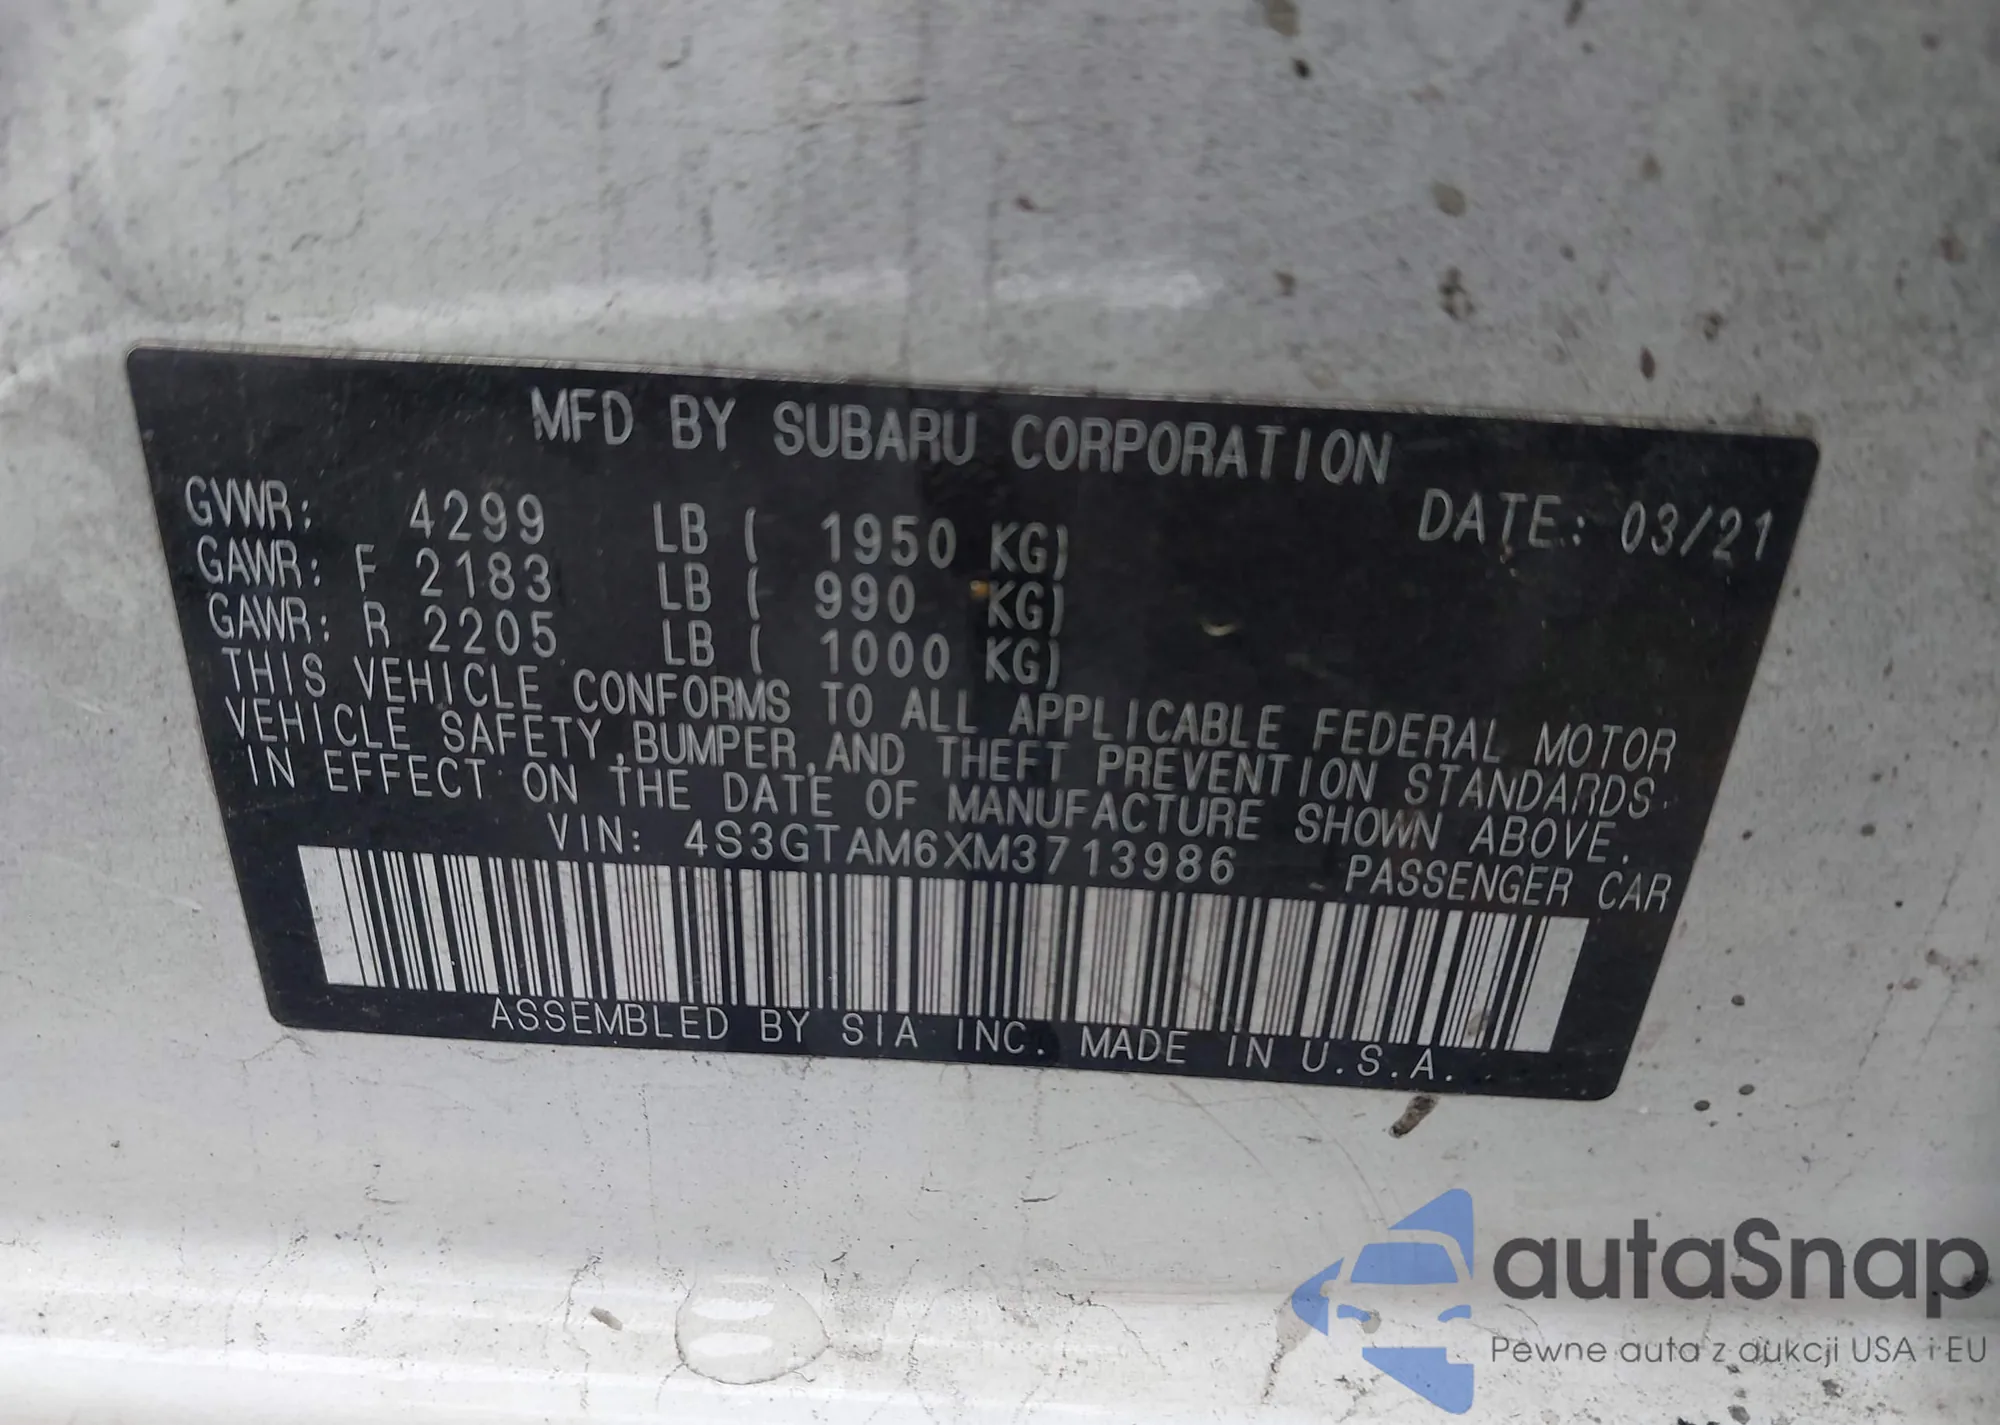 MFD BY SUBARU CORPORATION
DATE: 03/21
GVWR: 4299 LB ( 1950 KG)
GAWR: F 2183 LB ( 990 KG)
GAWR: R 2205 LB ( 1000 KG)
THIS VEHICLE CONFORMS TO ALL APPLICABLE FEDERAL MOTOR
VEHICLE SAFETY,BUMPER,AND THEFT PREVENTION STANDARDS
IN EFFECT ON THE DATE OF MANUFACTURE SHOWN ABOVE.
VIN: 4S3GTAM6XM3713986 PASSENGER CAR
ASSEMBLED BY SIA INC. MADE IN U.S.A.
autaSnap
Pewne auta z aukcji USA i EU